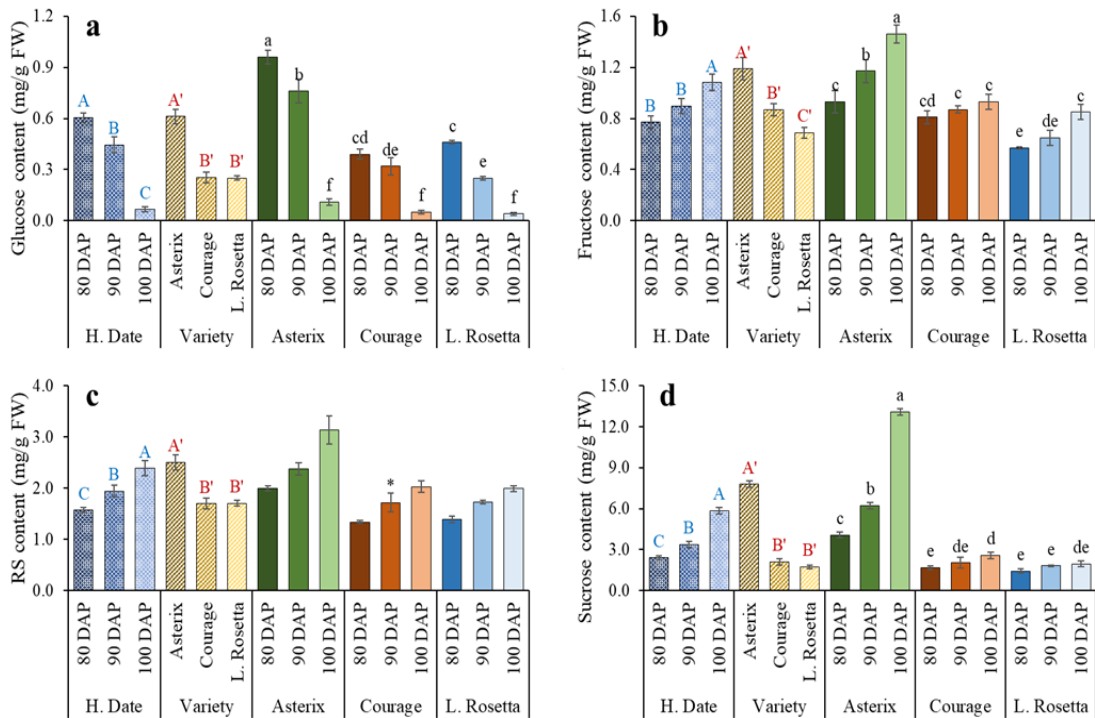 a
Glucose content (mg/g FW)
1.2
0.9
0.6
0.3
0.0
A
B
C
A'
B'
B'
a
b
f
cd
de
f
c
e
f
80 DAP
90 DAP
100 DAP
Asterix
Courage
L. Rosetta
80 DAP
90 DAP
100 DAP
80 DAP
90 DAP
100 DAP
80 DAP
90 DAP
100 DAP
H. Date
Variety
Asterix
Courage
L. Rosetta
b
Fructose content (mg/g FW)
1.6
1.2
0.8
0.4
0.0
B
B
A
A'
B'
C'
c
b
a
cd
c
c
e
de
c
80 DAP
90 DAP
100 DAP
Asterix
Courage
L. Rosetta
80 DAP
90 DAP
100 DAP
80 DAP
90 DAP
100 DAP
80 DAP
90 DAP
100 DAP
H. Date
Variety
Asterix
Courage
L. Rosetta
c
RS content (mg/g FW)
4.0
3.0
2.0
1.0
0.0
C
B
A
A'
B'
B'
*
80 DAP
90 DAP
100 DAP
Asterix
Courage
L. Rosetta
80 DAP
90 DAP
100 DAP
80 DAP
90 DAP
100 DAP
80 DAP
90 DAP
100 DAP
H. Date
Variety
Asterix
Courage
L. Rosetta
d
Sucrose content (mg/g FW)
15.0
12.0
9.0
6.0
3.0
0.0
C
B
A
A'
B'
B'
c
b
a
e
de
d
e
e
de
80 DAP
90 DAP
100 DAP
Asterix
Courage
L. Rosetta
80 DAP
90 DAP
100 DAP
80 DAP
90 DAP
100 DAP
80 DAP
90 DAP
100 DAP
H. Date
Variety
Asterix
Courage
L. Rosetta